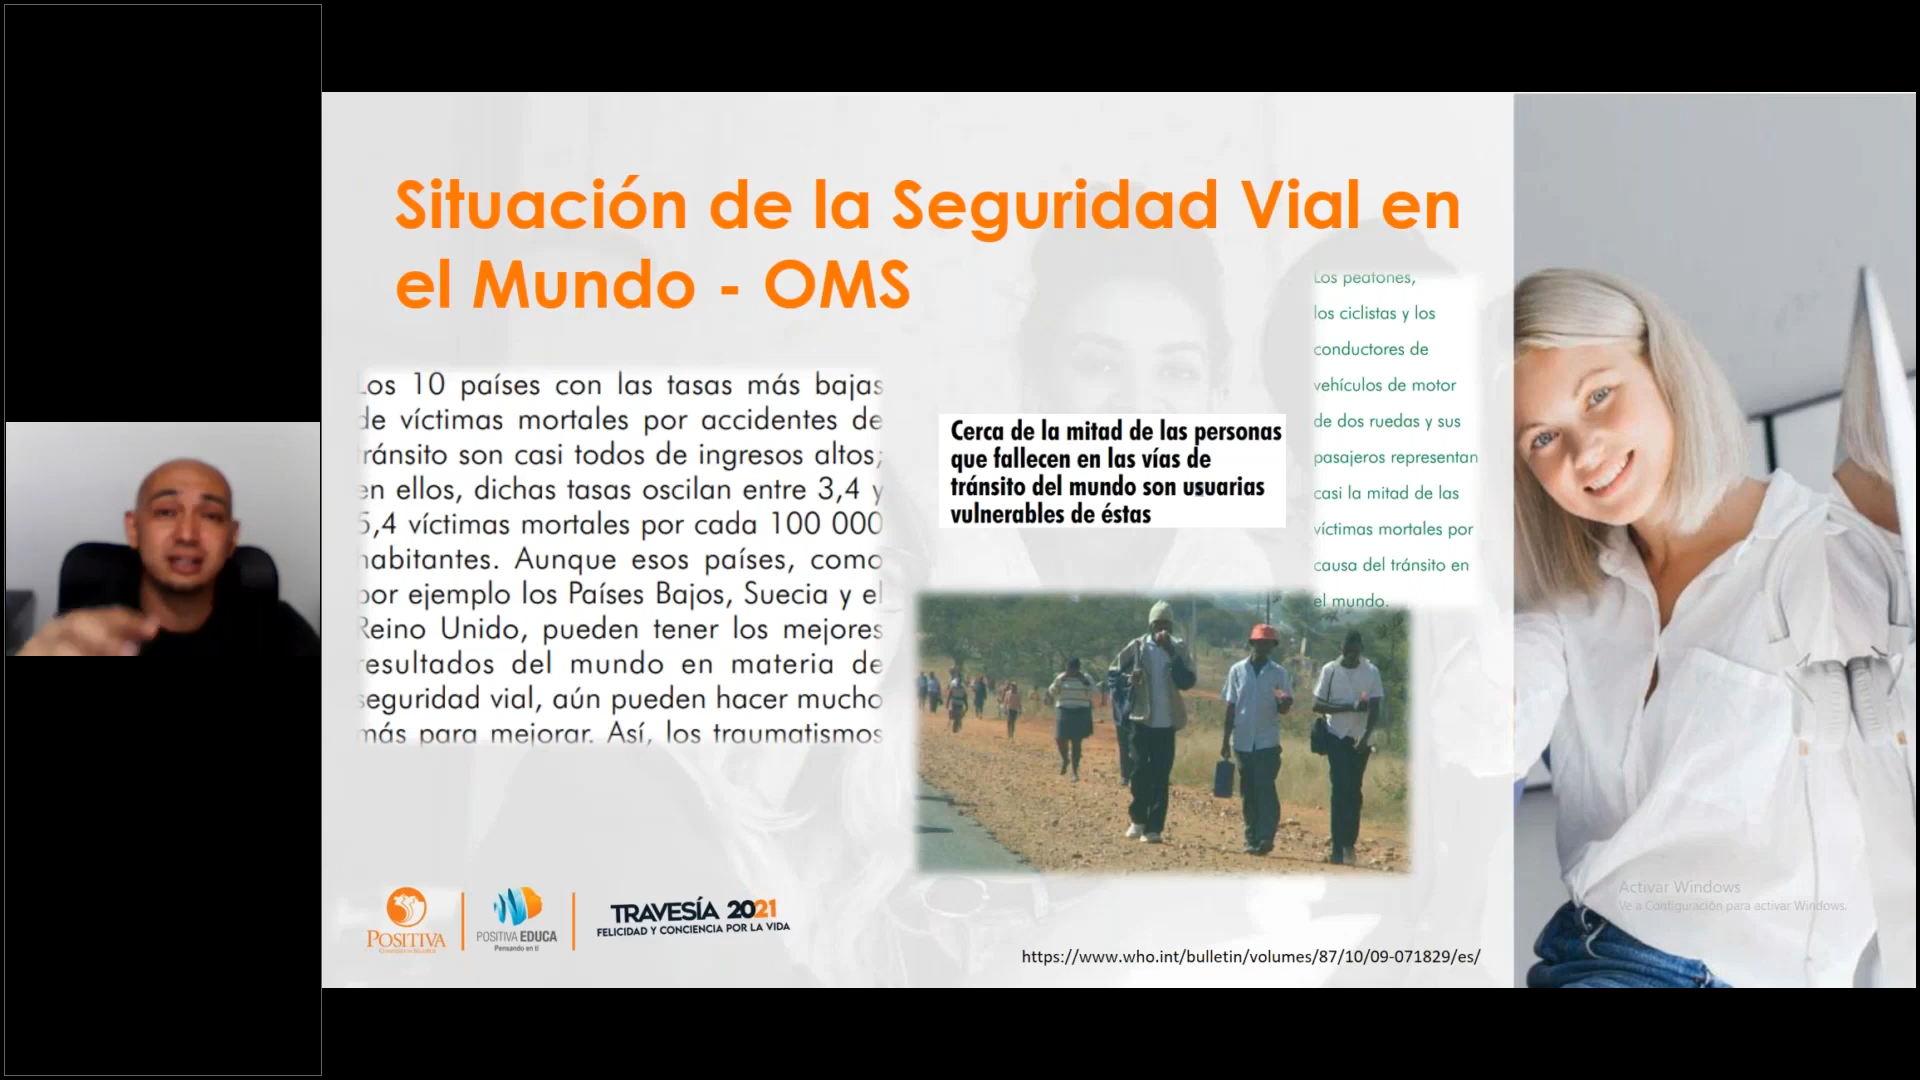 Situación de la Seguridad Vial en
el Mundo - OMS
Los 10 países con las tasas más bajas
de víctimas mortales por accidentes de
tránsito son casi todos de ingresos altos;
en ellos, dichas tasas oscilan entre 3,4 y
5,4 víctimas mortales por cada 100 000
habitantes. Aunque esos países, como
por ejemplo los Países Bajos, Suecia y el
Reino Unido, pueden tener los mejores
resultados del mundo en materia de
seguridad vial, aún pueden hacer mucho
más para mejorar. Así, los traumatismos
Cerca de la mitad de las personas
que fallecen en las vías de
tránsito del mundo son usuarias
vulnerables de éstas
Los peatones,
los ciclistas y los
conductores de
vehículos de motor
de dos ruedas y sus
pasajeros representan
casi la mitad de las
víctimas mortales por
causa del tránsito en
el mundo.
POSITIVA
COMPAÑÍA DE SEGUROS
POSITIVA EDUCA
Pensando en ti
TRAVESÍA 2021
FELICIDAD Y CONCIENCIA POR LA VIDA
https://www.who.int/bulletin/volumes/87/10/09-071829/es/
Activar Windows
Ve a Configuración para activar Windows.